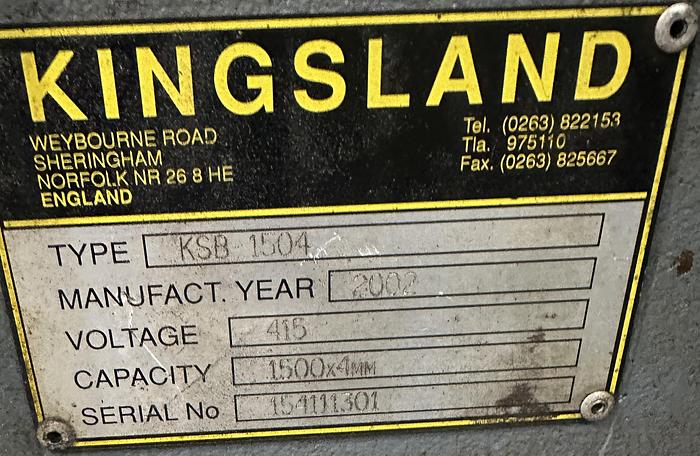 KINGSLAND
WEYBOURNE ROAD
SHERINGHAM
NORFOLK NR 26 8 HE
ENGLAND
Tel. (0263) 822153
Tla. 975110
Fax. (0263) 825667
TYPE KSB 1504
MANUFACT. YEAR 2002
VOLTAGE 415
CAPACITY 1500x4MM
SERIAL No 154111301